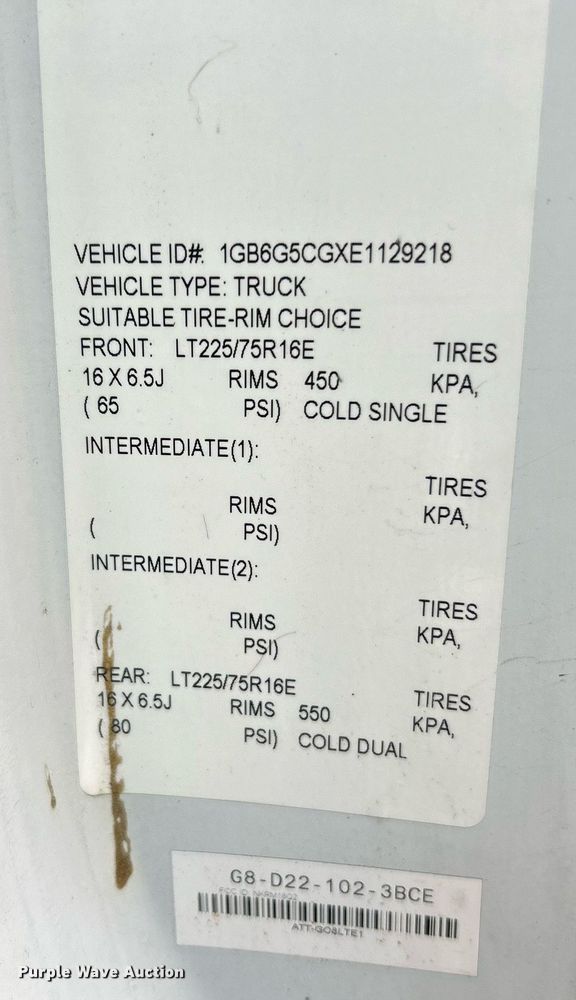 VEHICLE ID#: 1GB6G5CGXE1129218
VEHICLE TYPE: TRUCK
SUITABLE TIRE-RIM CHOICE
FRONT: LT225/75R16E TIRES
16 X 6.5J RIMS 450 KPA,
( 65 PSI) COLD SINGLE
INTERMEDIATE(1):
TIRES
RIMS KPA,
( PSI)
INTERMEDIATE(2):
TIRES
RIMS KPA,
( PSI)
REAR: LT225/75R16E TIRES
16 X 6.5J RIMS 550 KPA,
( 80 PSI) COLD DUAL
G8-D22-102-3BCE
FCC ID:
ATT-GO8LTE1
Purple Wave Auction